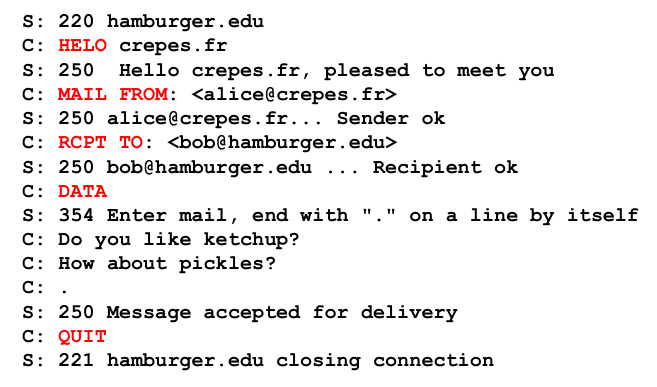 S: 220 hamburger.edu
C: HELO crepes.fr
S: 250  Hello crepes.fr, pleased to meet you
C: MAIL FROM: <alice@crepes.fr>
S: 250 alice@crepes.fr... Sender ok
C: RCPT TO: <bob@hamburger.edu>
S: 250 bob@hamburger.edu ... Recipient ok
C: DATA
S: 354 Enter mail, end with "." on a line by itself
C: Do you like ketchup?
C: How about pickles?
C: .
S: 250 Message accepted for delivery
C: QUIT
S: 221 hamburger.edu closing connection